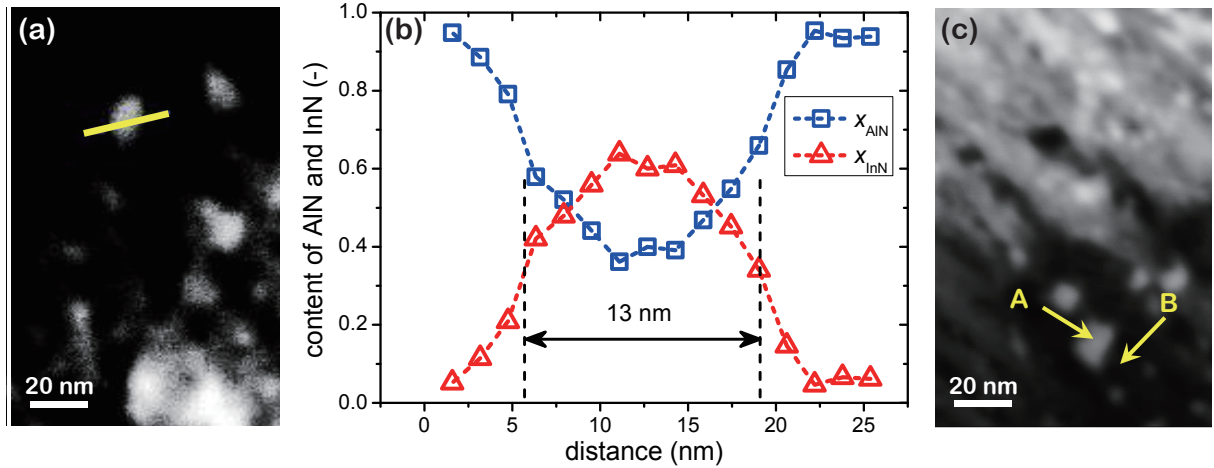 (a)
20 nm
(b)
content of AlN and InN (-)
1.0
0.8
0.6
0.4
0.2
0.0
xAlN
xInN
13 nm
0 5 10 15 20 25
distance (nm)
(c)
A
B
20 nm